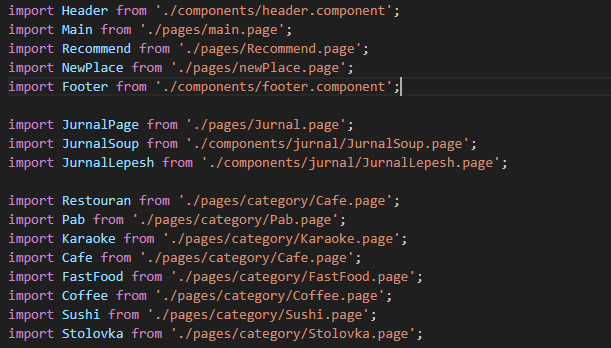 import Header from './components/header.component';
import Main from './pages/main.page';
import Recommend from './pages/Recommend.page';
import NewPlace from './pages/newPlace.page';
import Footer from './components/footer.component';
import JurnalPage from './pages/Jurnal.page';
import JurnalSoup from './components/jurnal/JurnalSoup.page';
import JurnalLepesh from './components/jurnal/JurnalLepesh.page';
import Restouran from './pages/category/Cafe.page';
import Pab from './pages/category/Pab.page';
import Karaoke from './pages/category/Karaoke.page';
import Cafe from './pages/category/Cafe.page';
import FastFood from './pages/category/FastFood.page';
import Coffee from './pages/category/Coffee.page';
import Sushi from './pages/category/Sushi.page';
import Stolovka from './pages/category/Stolovka.page';